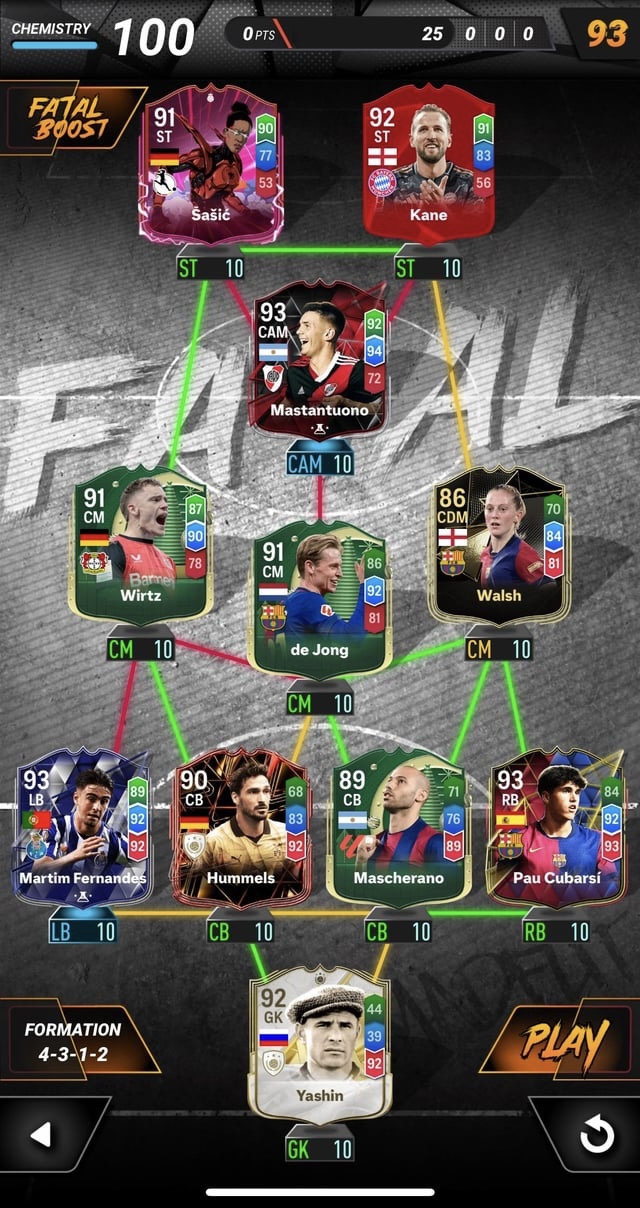 CHEMISTRY 100 0 PTS 25 0 0 0 93
FATAL
BOOST
91
ST
90
77
53
Šašić
92
ST
91
83
56
Kane
ST 10
ST 10
93
CAM
92
94
72
Mastantuono
CAM 10
FATAL
91
CM
87
90
78
Wirtz
86
CDM
70
84
81
Walsh
91
CM
86
92
81
de Jong
CM 10
CM 10
CM 10
93
LB
89
92
92
Martim Fernandes
90
CB
68
83
92
Hummels
89
CB
71
76
89
Mascherano
93
RB
84
92
93
Pau Cubarsí
LB 10
CB 10
CB 10
RB 10
92
GK
44
39
92
Yashin
GK 10
FORMATION
4-3-1-2
PLAY